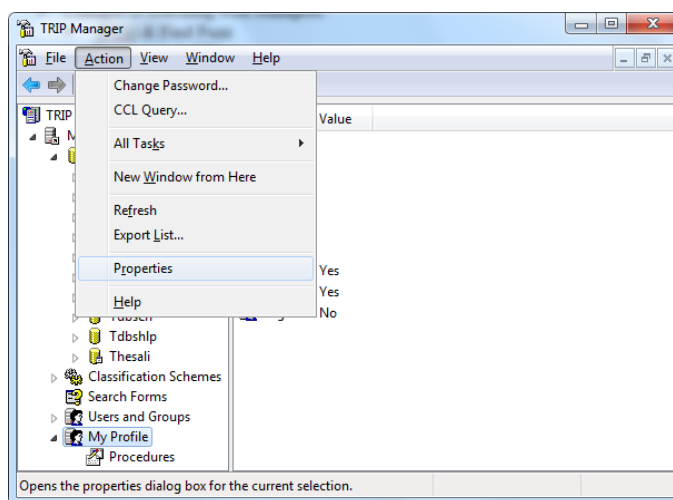 TRIP Manager
File Action View Window Help
Change Password...
CCL Query...
All Tasks
New Window from Here
Refresh
Export List...
Properties
Help
TRIP
Value
Yes
Yes
No
Tdbshlp
Thesali
Classification Schemes
Search Forms
Users and Groups
My Profile
Procedures
Opens the properties dialog box for the current selection.